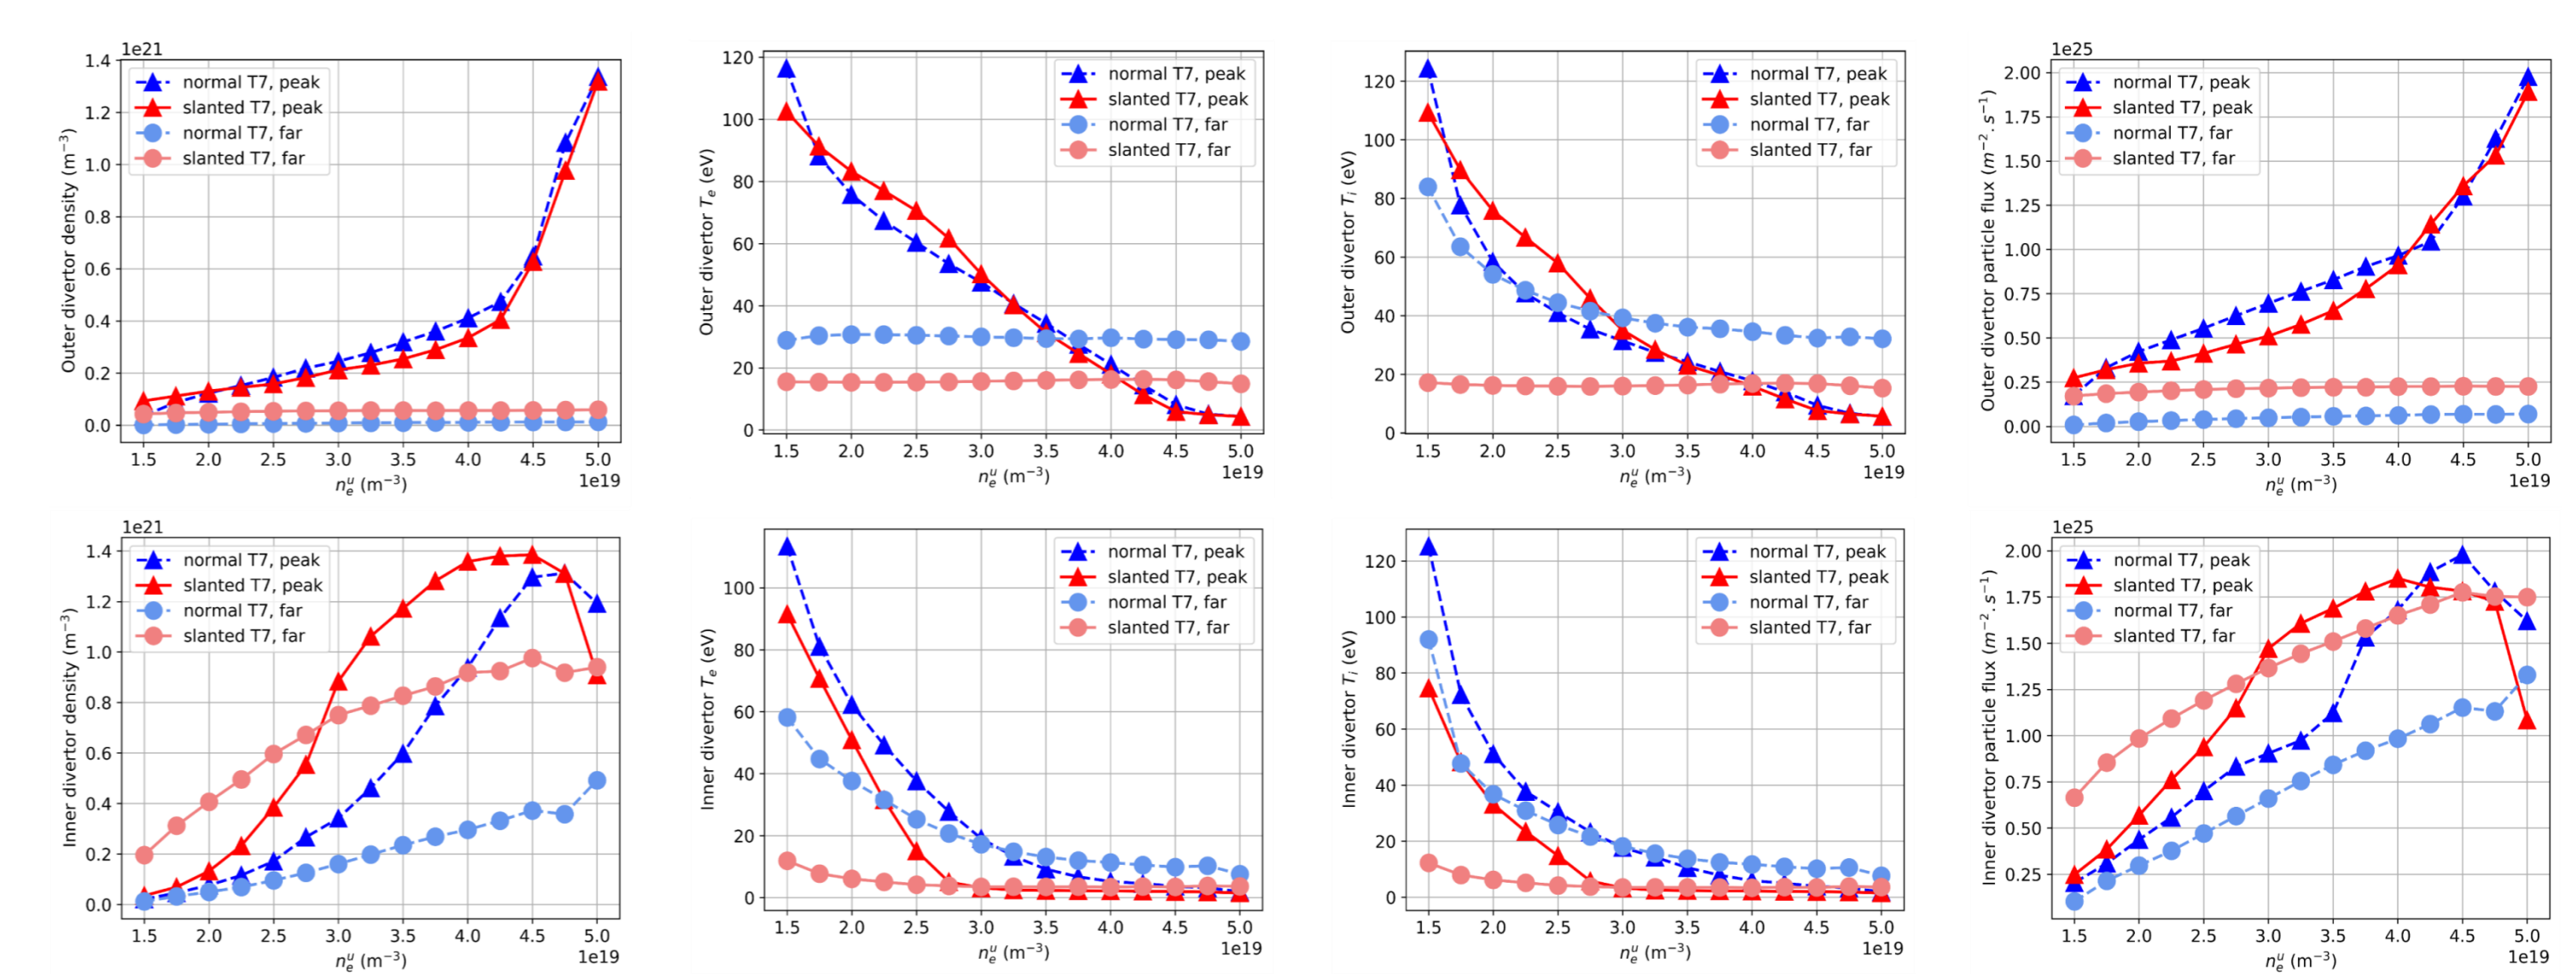 1e21
Outer divertor density (m⁻³)
1.4
1.2
1.0
0.8
0.6
0.4
0.2
0.0
normal T7, peak
slanted T7, peak
normal T7, far
slanted T7, far
1.5 2.0 2.5 3.0 3.5 4.0 4.5 5.0
1e19
nₑᵘ (m⁻³)
Outer divertor Tₑ (eV)
120
100
80
60
40
20
0
normal T7, peak
slanted T7, peak
normal T7, far
slanted T7, far
1.5 2.0 2.5 3.0 3.5 4.0 4.5 5.0
1e19
nₑᵘ (m⁻³)
Outer divertor Tᵢ (eV)
120
100
80
60
40
20
0
normal T7, peak
slanted T7, peak
normal T7, far
slanted T7, far
1.5 2.0 2.5 3.0 3.5 4.0 4.5 5.0
1e19
nₑᵘ (m⁻³)
1e25
Outer divertor particle flux (m⁻².s⁻¹)
2.00
1.75
1.50
1.25
1.00
0.75
0.50
0.25
0.00
normal T7, peak
slanted T7, peak
normal T7, far
slanted T7, far
1.5 2.0 2.5 3.0 3.5 4.0 4.5 5.0
1e19
nₑᵘ (m⁻³)
1e21
Inner divertor density (m⁻³)
1.4
1.2
1.0
0.8
0.6
0.4
0.2
0.0
normal T7, peak
slanted T7, peak
normal T7, far
slanted T7, far
1.5 2.0 2.5 3.0 3.5 4.0 4.5 5.0
1e19
nₑᵘ (m⁻³)
Inner divertor Tₑ (eV)
100
80
60
40
20
0
normal T7, peak
slanted T7, peak
normal T7, far
slanted T7, far
1.5 2.0 2.5 3.0 3.5 4.0 4.5 5.0
1e19
nₑᵘ (m⁻³)
Inner divertor Tᵢ (eV)
120
100
80
60
40
20
0
normal T7, peak
slanted T7, peak
normal T7, far
slanted T7, far
1.5 2.0 2.5 3.0 3.5 4.0 4.5 5.0
1e19
nₑᵘ (m⁻³)
1e25
Inner divertor particle flux (m⁻².s⁻¹)
2.00
1.75
1.50
1.25
1.00
0.75
0.50
0.25
normal T7, peak
slanted T7, peak
normal T7, far
slanted T7, far
1.5 2.0 2.5 3.0 3.5 4.0 4.5 5.0
1e19
nₑᵘ (m⁻³)